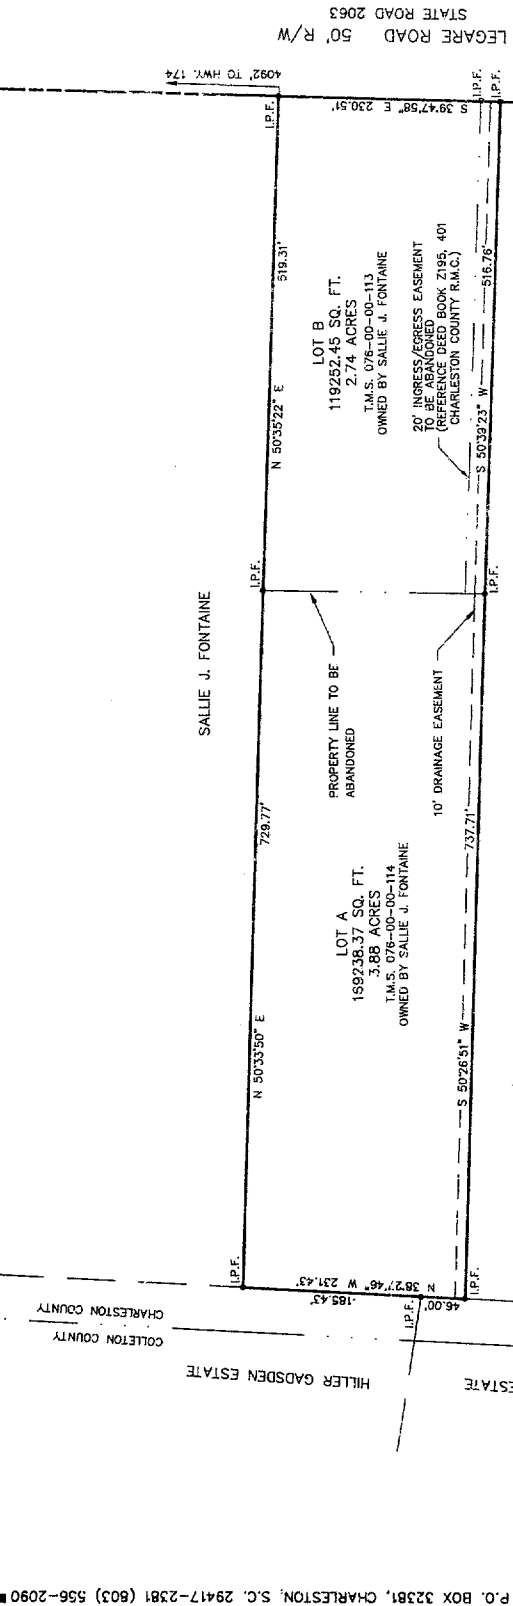 LEGARE ROAD 50' R/W
STATE ROAD 2063
4092' TO HWY. 174
I.P.F.
S 39°47'58" E 230.51'
I.P.F.
I.P.F.
N 50°35'22" E 519.31'
LOT B
119252.45 SQ. FT.
2.74 ACRES
T.M.S. 076-00-00-113
OWNED BY SALLIE J. FONTAINE
20' INGRESS/EGRESS EASEMENT
TO BE ABANDONED
(REFERENCE DEED BOOK Z195, 401
CHARLESTON COUNTY R.M.C.)
S 50°39'23" W 516.76'
I.P.F.
I.P.F.
SALLIE J. FONTAINE
PROPERTY LINE TO BE
ABANDONED
10' DRAINAGE EASEMENT
N 50°33'50" E 729.77'
LOT A
169238.37 SQ. FT.
3.88 ACRES
T.M.S. 076-00-00-114
OWNED BY SALLIE J. FONTAINE
S 50°26'51" W 737.71'
I.P.F.
N 38°27'46" W 231.43'
185.43'
46.00'
I.P.F.
I.P.F.
CHARLESTON COUNTY
COLLETON COUNTY
HILLER GADSDEN ESTATE
ESTATE
P.O. BOX 32381, CHARLESTON, S.C. 29417-2381 (803) 556-2090